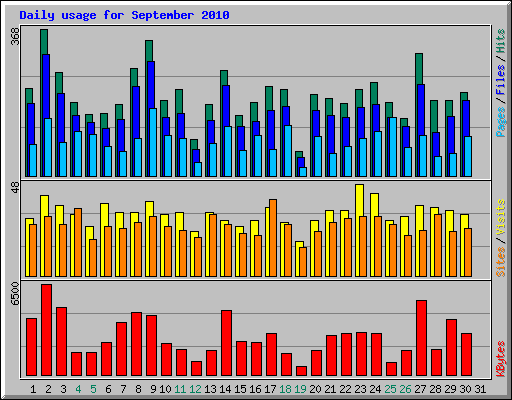 Daily usage for September 2010
368
Pages / Files / Hits
48
Sites / Visits
6500
KBytes
1 2 3 4 5 6 7 8 9 10 11 12 13 14 15 16 17 18 19 20 21 22 23 24 25 26 27 28 29 30 31